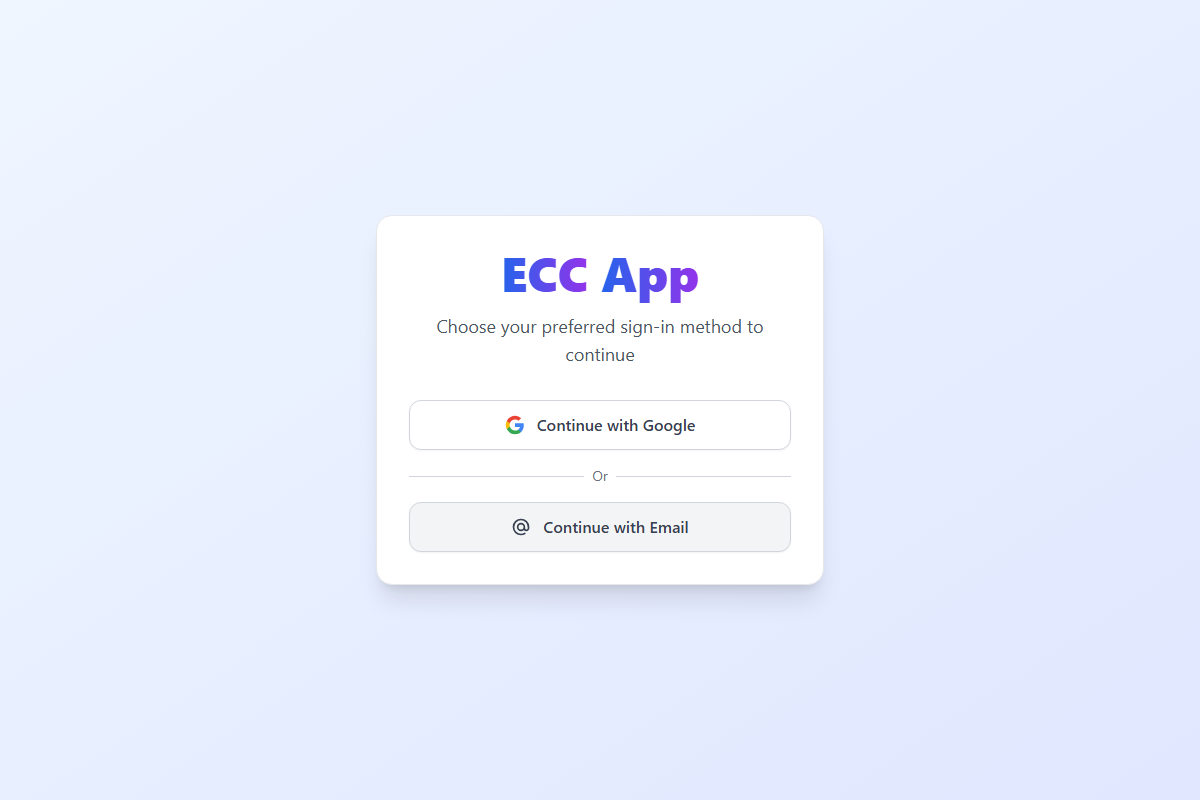 ECC App
Choose your preferred sign-in method to
continue
Continue with Google
Or
Continue with Email